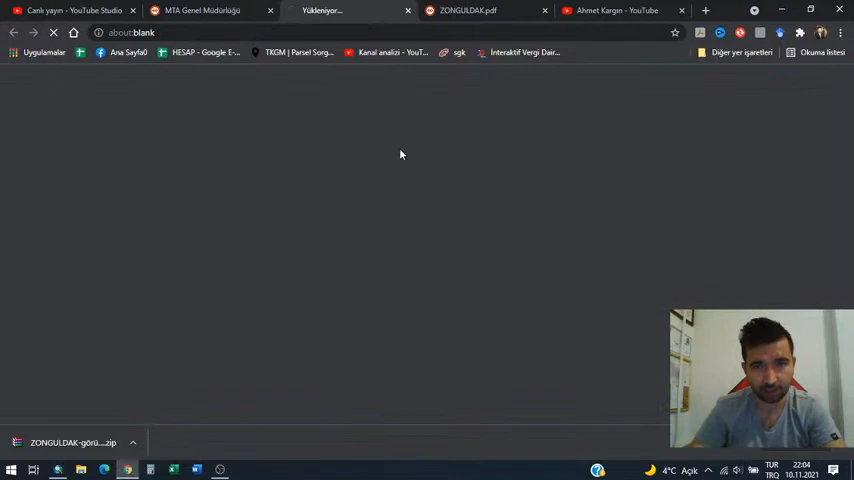 Canlı yayın - YouTube Studio
MTA Genel Müdürlüğü
Yükleniyor...
ZONGULDAK.pdf
Ahmet Kargın - YouTube
about:blank
Uygulamalar
Ana Sayfa0
HESAP - Google E-...
TKGM | Parsel Sorg...
Kanal analizi - YouT...
sgk
İnteraktif Vergi Dair...
Diğer yer işaretleri
Okuma listesi
ZONGULDAK-görü....zip
4°C Açık
TUR
TRQ
22:04
10.11.2021